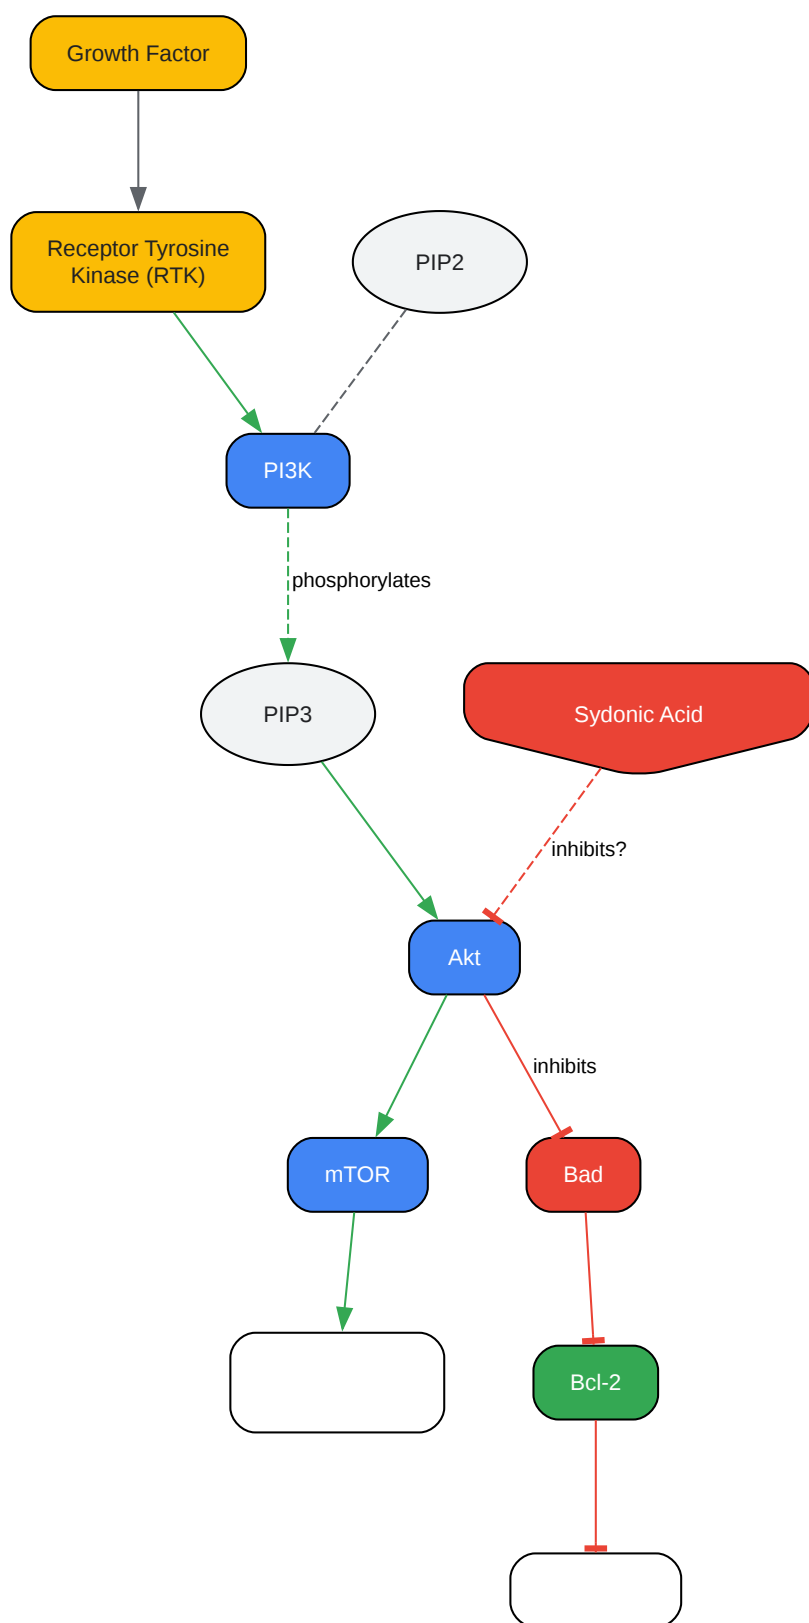 Growth Factor
Receptor Tyrosine
Kinase (RTK)
PIP2
PI3K
phosphorylates
PIP3
Sydonic Acid
inhibits?
Akt
inhibits
mTOR
Bad
Bcl-2